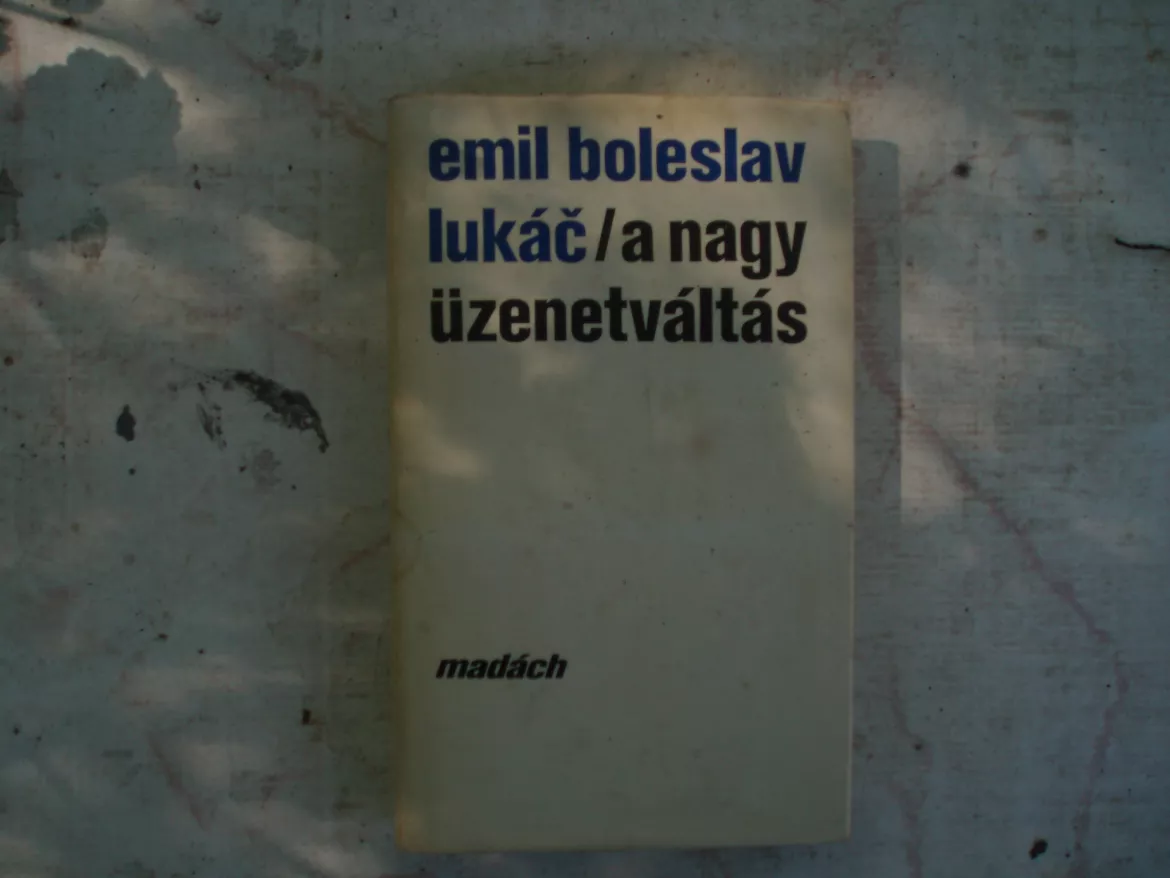 emil boleslav
lukáč/a nagy
üzenetváltás
madách